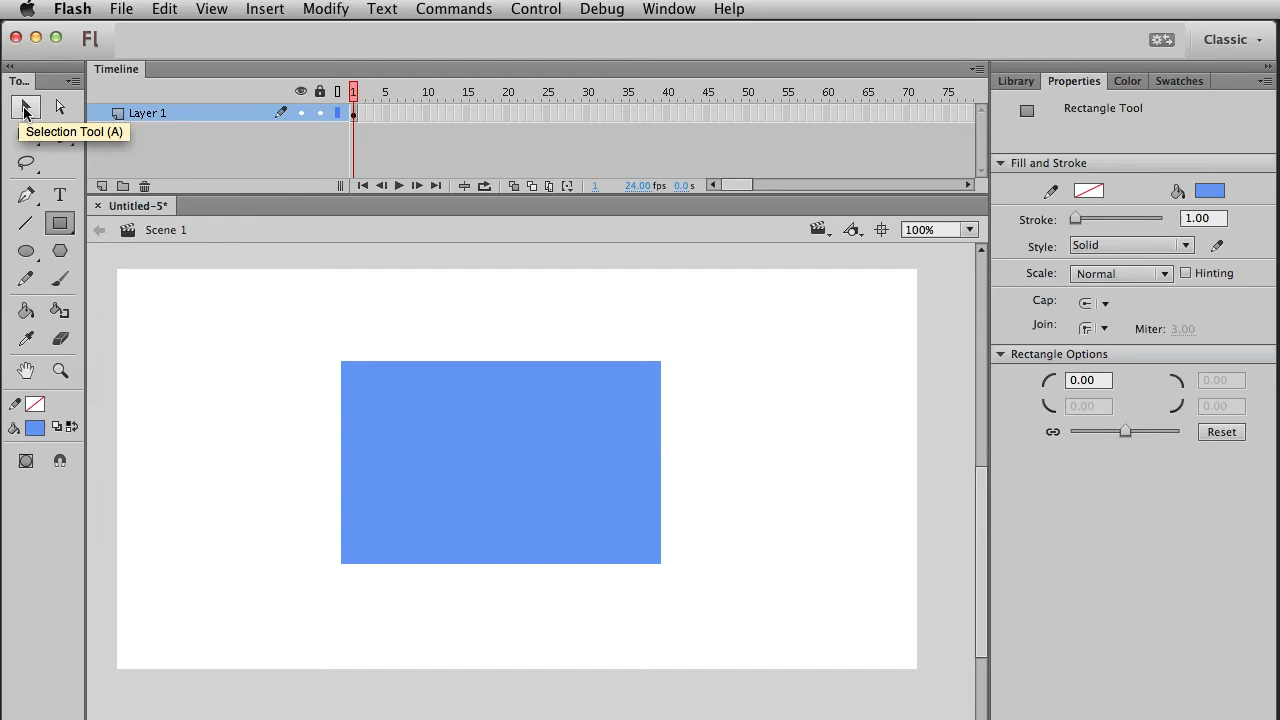 Flash File Edit View Insert Modify Text Commands Control Debug Window Help
Fl Classic
To... Timeline Library Properties Color Swatches
1 5 10 15 20 25 30 35 40 45 50 55 60 65 70 75
Rectangle Tool
Layer 1
Selection Tool (A)
Fill and Stroke
1 24.00 fps 0.0 s
T
× Untitled-5*
Stroke: 1.00
Scene 1 100%
Style: Solid
Scale: Normal Hinting
Cap:
Join: Miter: 3.00
Rectangle Options
0.00 0.00
0.00 0.00
Reset